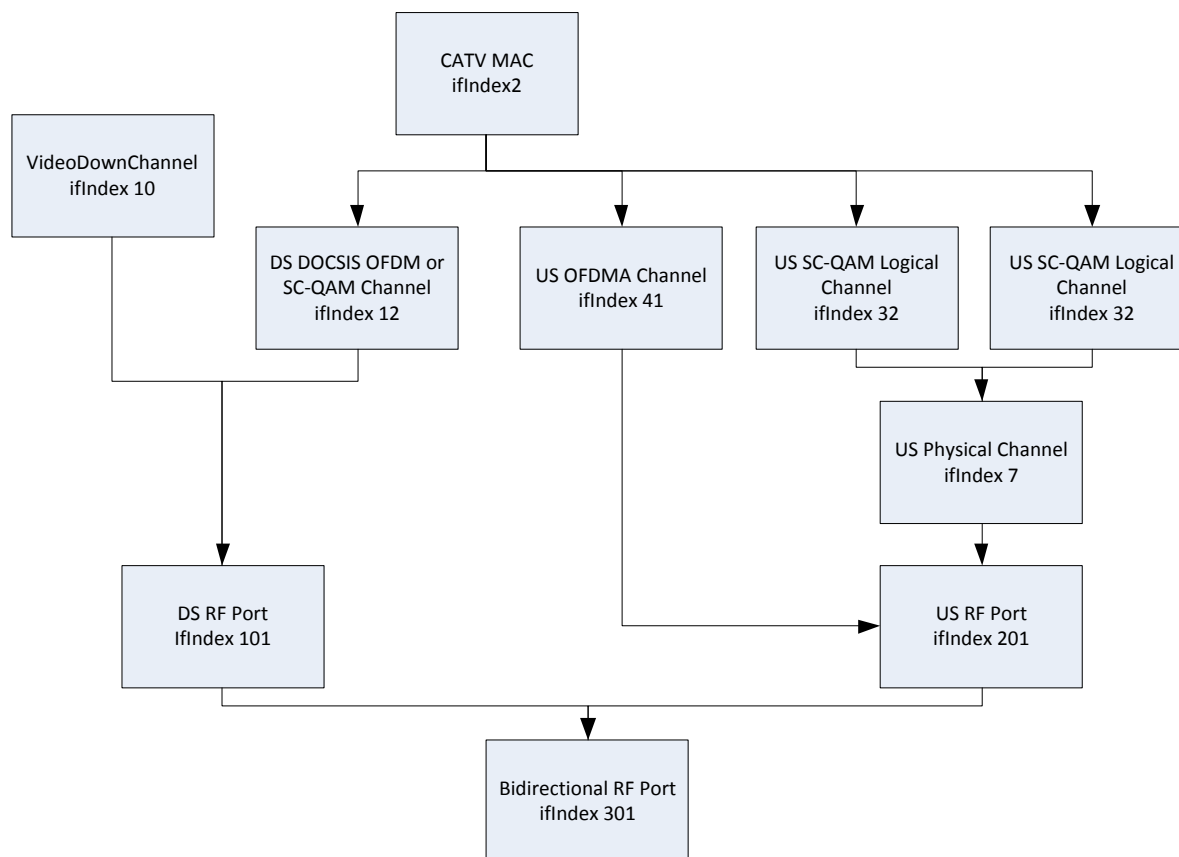 CATV MAC
ifIndex2
VideoDownChannel
ifIndex 10
DS DOCSIS OFDM or
SC-QAM Channel
ifIndex 12
US OFDMA Channel
ifIndex 41
US SC-QAM Logical
Channel
ifIndex 32
US SC-QAM Logical
Channel
ifIndex 32
US Physical Channel
ifIndex 7
DS RF Port
IfIndex 101
US RF Port
ifIndex 201
Bidirectional RF Port
ifIndex 301